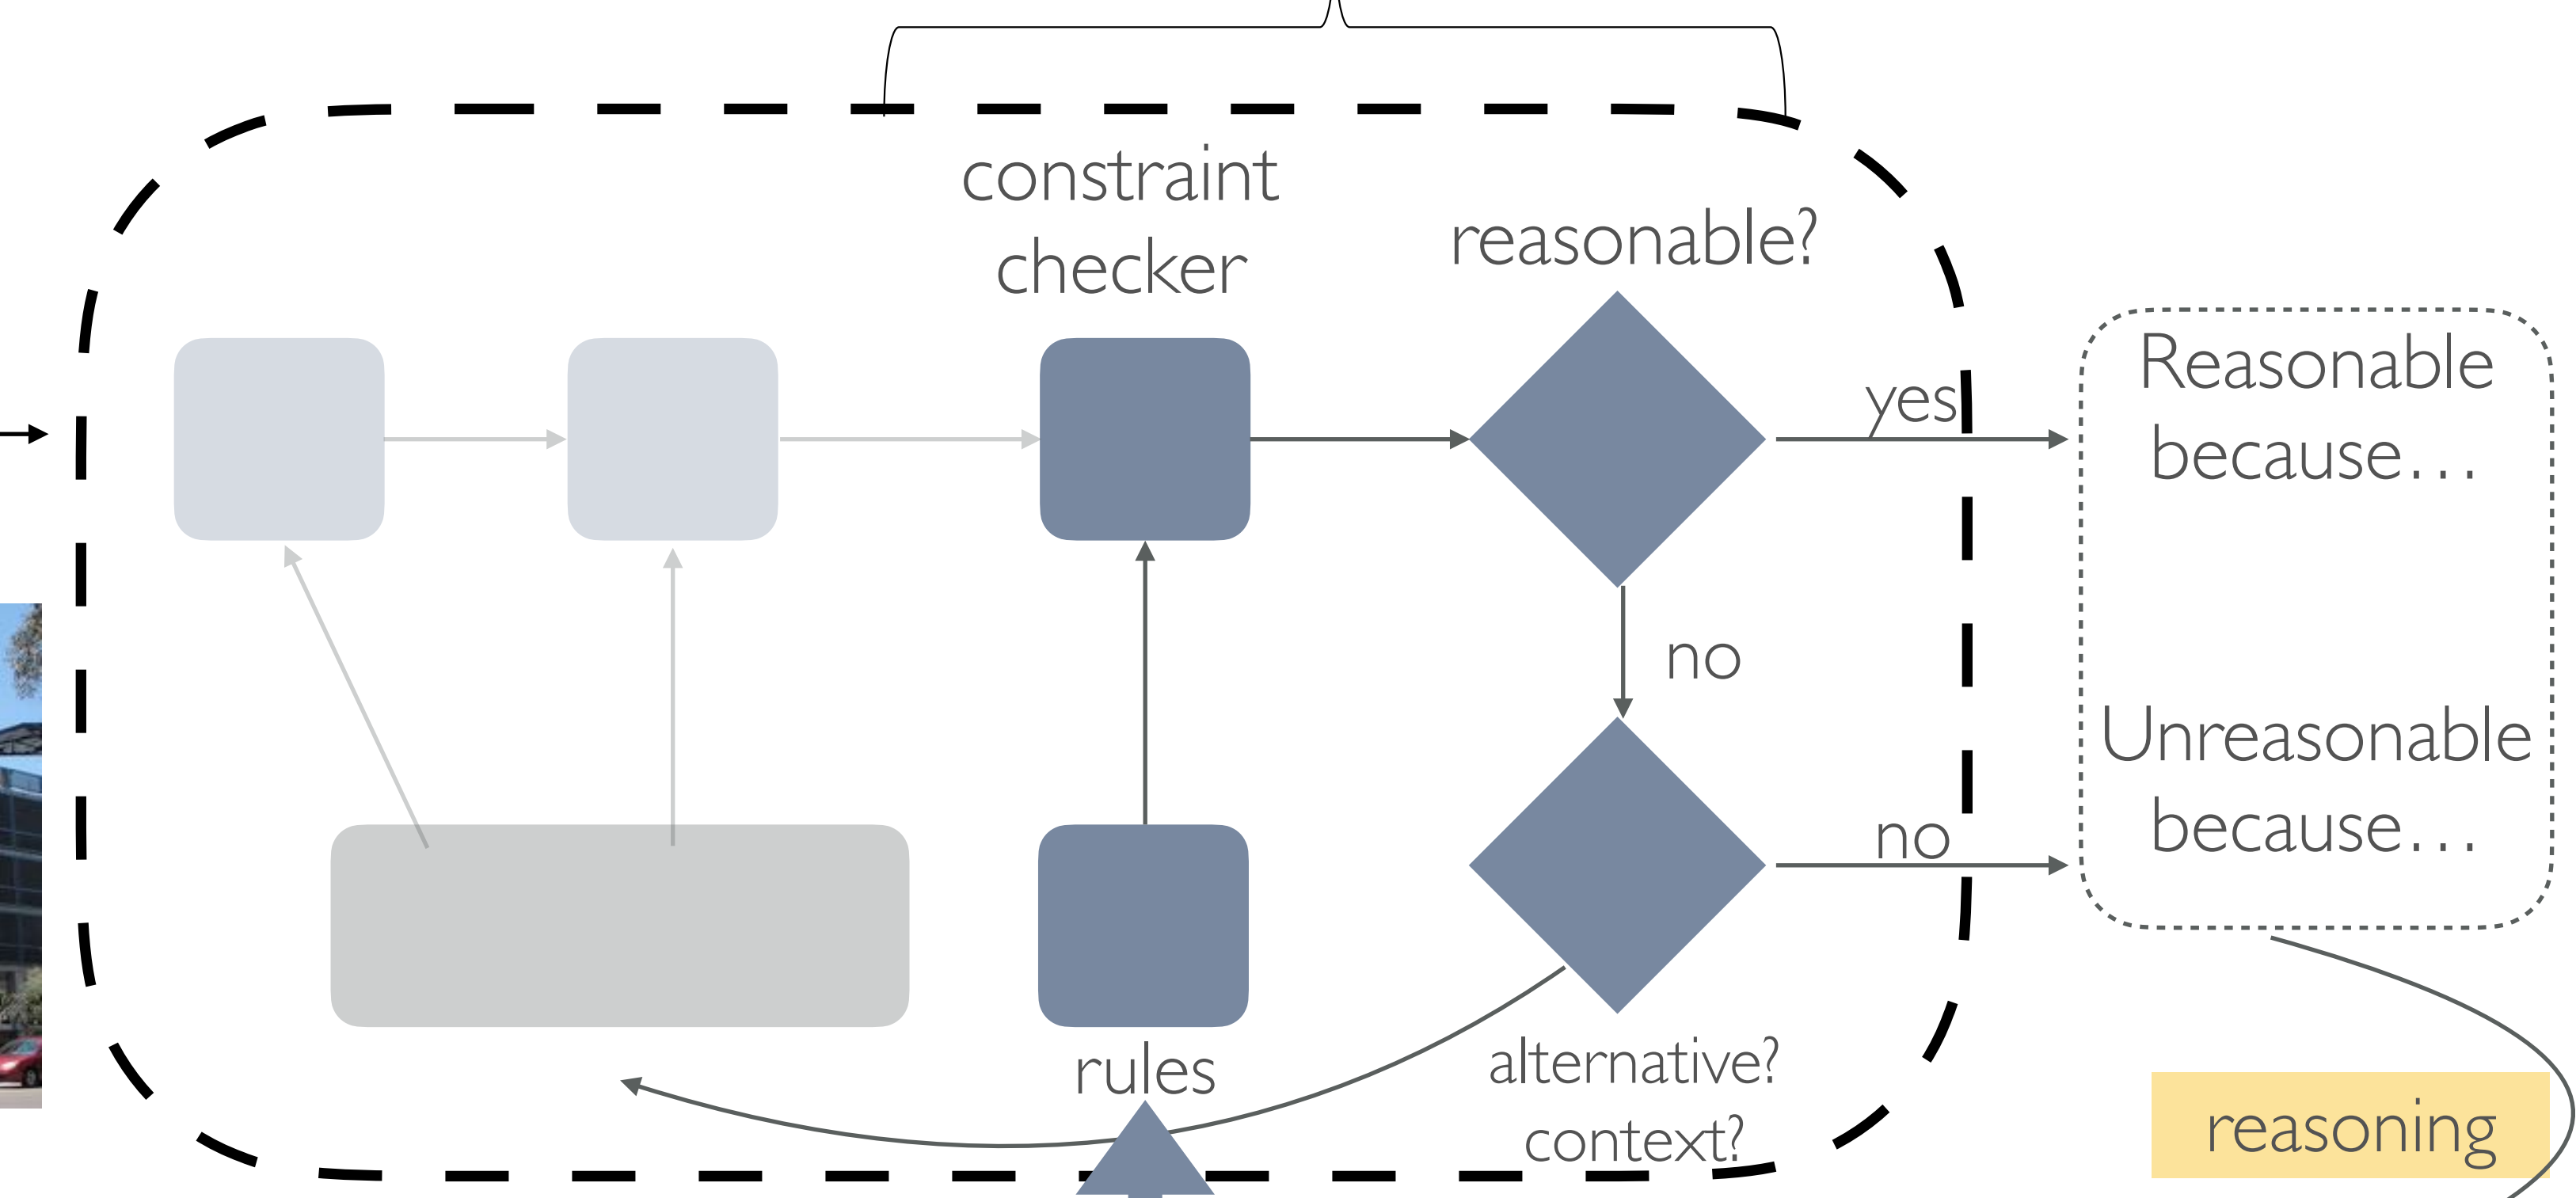 constraint
checker
reasonable?
yes
Reasonable
because…
no
Unreasonable
because…
no
rules
alternative?
context?
reasoning